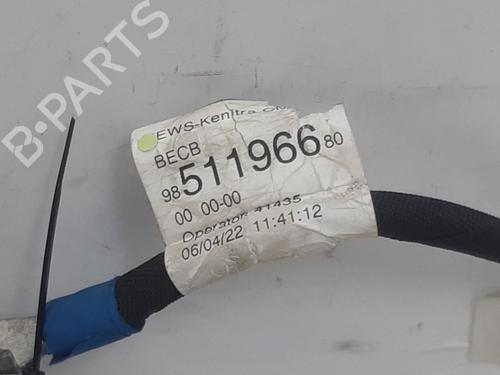 B-PARTS
EWS-Kenitra
BECB
98 511966 80
00 00-00
Operator 41435
06/04/22 11:41:12